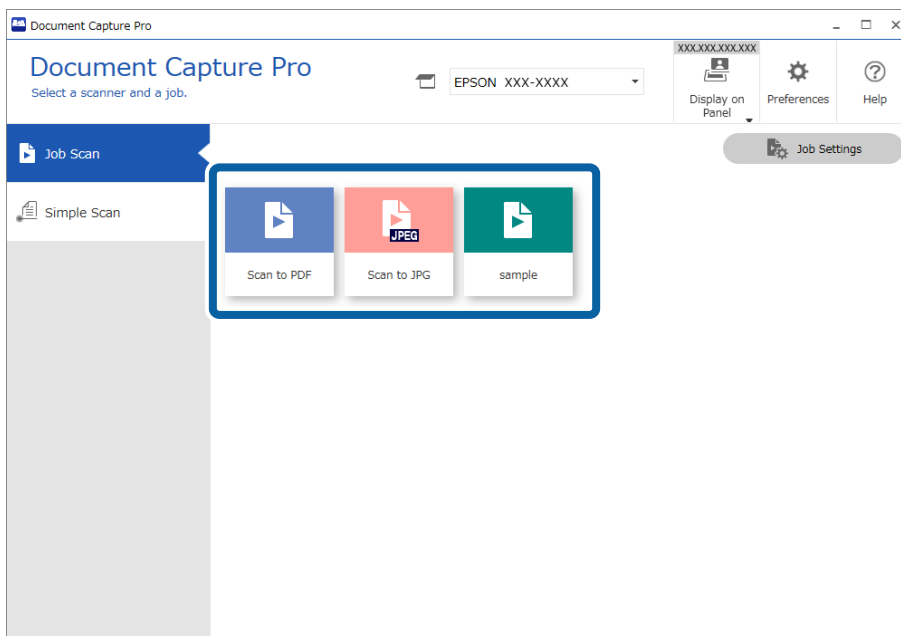 Document Capture Pro
Document Capture Pro
Select a scanner and a job.
EPSON XXX-XXXX
XXX.XXX.XXX.XXX
Display on
Panel
Preferences
Help
Job Scan
Job Settings
Simple Scan
JPEG
Scan to PDF
Scan to JPG
sample